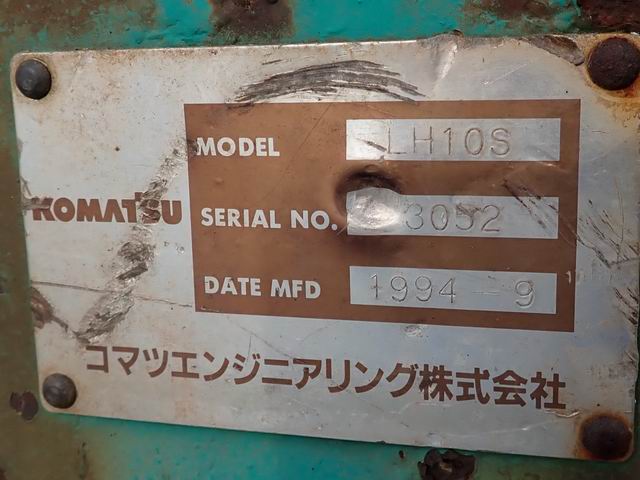 MODEL LH10S
KOMATSU
SERIAL NO. 3052
DATE MFD 1994-9
コマツエンジニアリング株式会社